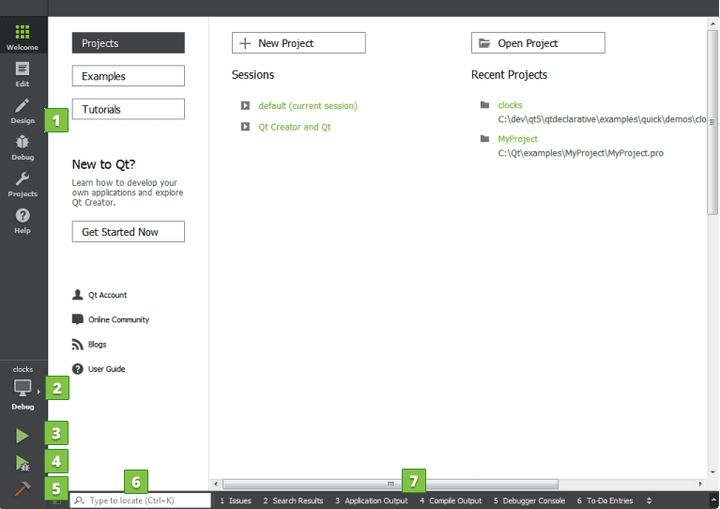 Welcome
Edit
Design
Debug
Projects
Help
1
clocks
Debug
2
3
4
5
Projects
Examples
Tutorials
New to Qt?
Learn how to develop your
own applications and explore
Qt Creator.
Get Started Now
Qt Account
Online Community
Blogs
User Guide
New Project
Sessions
default (current session)
Qt Creator and Qt
Open Project
Recent Projects
clocks
C:\dev\qt5\qtdeclarative\examples\quick\demos\clo
MyProject
C:\Qt\examples\MyProject\MyProject.pro
6
7
Type to locate (Ctrl+K)
1 Issues 2 Search Results 3 Application Output 4 Compile Output 5 Debugger Console 6 To-Do Entries